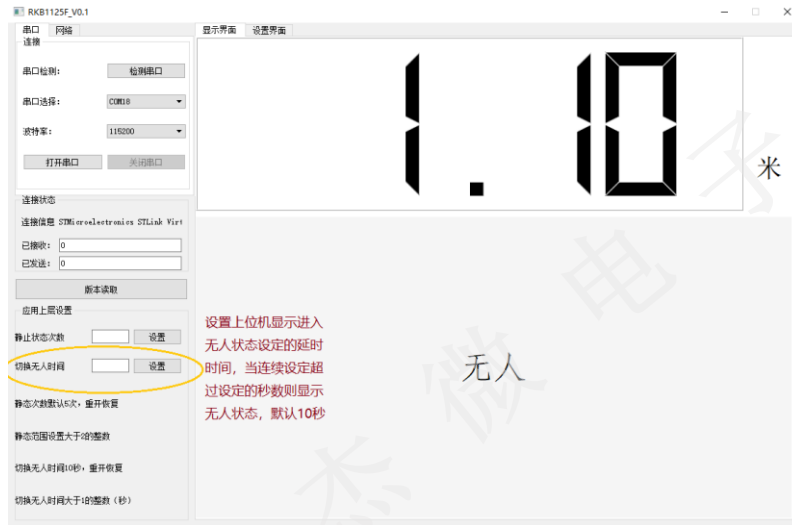 RKB1125F_V0.1
串口 网络
连接
串口检测: 检测串口
串口选择: COM18
波特率: 115200
打开串口 关闭串口
连接状态
连接信息 STMicroelectronics STLink Virt
已接收: 0
已发送: 0
版本读取
应用上层设置
静止状态次数 设置
切换无人时间 设置
静态次数默认5次，重开恢复
静态范围设置大于2的整数
切换无人时间10秒，重开恢复
切换无人时间大于1的整数（秒）
显示界面 设置界面
1.10
米
设置上位机显示进入
无人状态设定的延时
时间，当连续设定超
过设定的秒数则显示
无人状态，默认10秒
无人
杰微电子